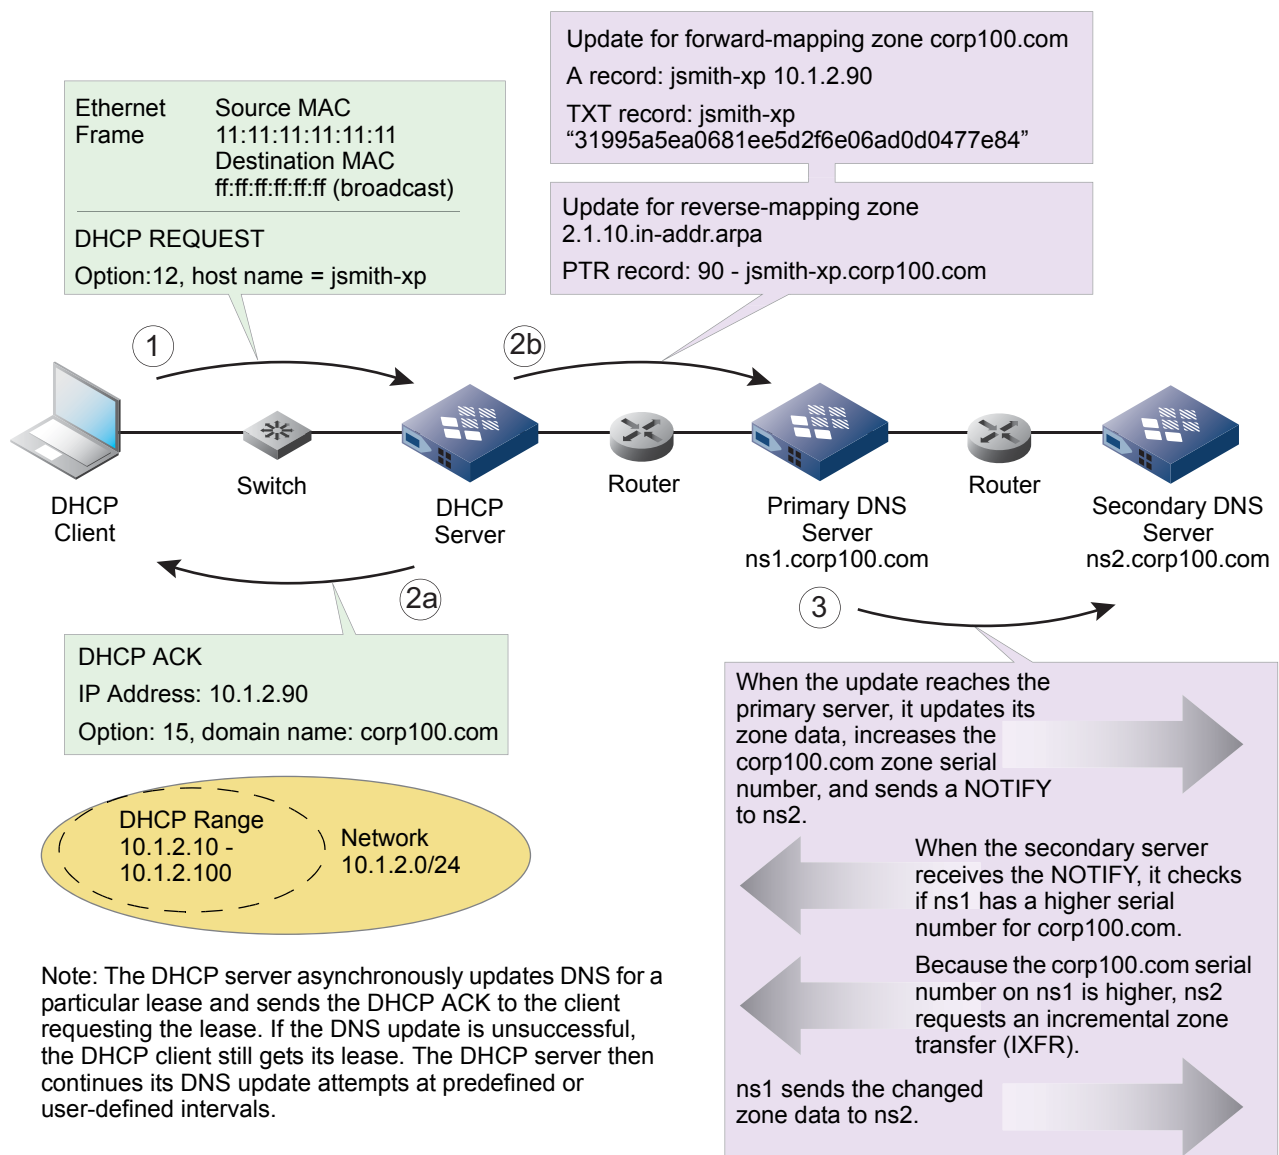 Update for forward-mapping zone corp100.com
A record: jsmith-xp 10.1.2.90
TXT record: jsmith-xp
“31995a5ea0681ee5d2f6e06ad0d0477e84”
Ethernet Source MAC
Frame 11:11:11:11:11:11
Destination MAC
ff:ff:ff:ff:ff:ff (broadcast)
DHCP REQUEST
Option:12, host name = jsmith-xp
Update for reverse-mapping zone
2.1.10.in-addr.arpa
PTR record: 90 - jsmith-xp.corp100.com
1
2b
DHCP
Client
Switch
DHCP
Server
Router
Primary DNS
Server
ns1.corp100.com
Router
Secondary DNS
Server
ns2.corp100.com
2a
3
DHCP ACK
IP Address: 10.1.2.90
Option: 15, domain name: corp100.com
DHCP Range
10.1.2.10 -
10.1.2.100
Network
10.1.2.0/24
Note: The DHCP server asynchronously updates DNS for a
particular lease and sends the DHCP ACK to the client
requesting the lease. If the DNS update is unsuccessful,
the DHCP client still gets its lease. The DHCP server then
continues its DNS update attempts at predefined or
user-defined intervals.
When the update reaches the
primary server, it updates its
zone data, increases the
corp100.com zone serial
number, and sends a NOTIFY
to ns2.
When the secondary server
receives the NOTIFY, it checks
if ns1 has a higher serial
number for corp100.com.
Because the corp100.com serial
number on ns1 is higher, ns2
requests an incremental zone
transfer (IXFR).
ns1 sends the changed
zone data to ns2.